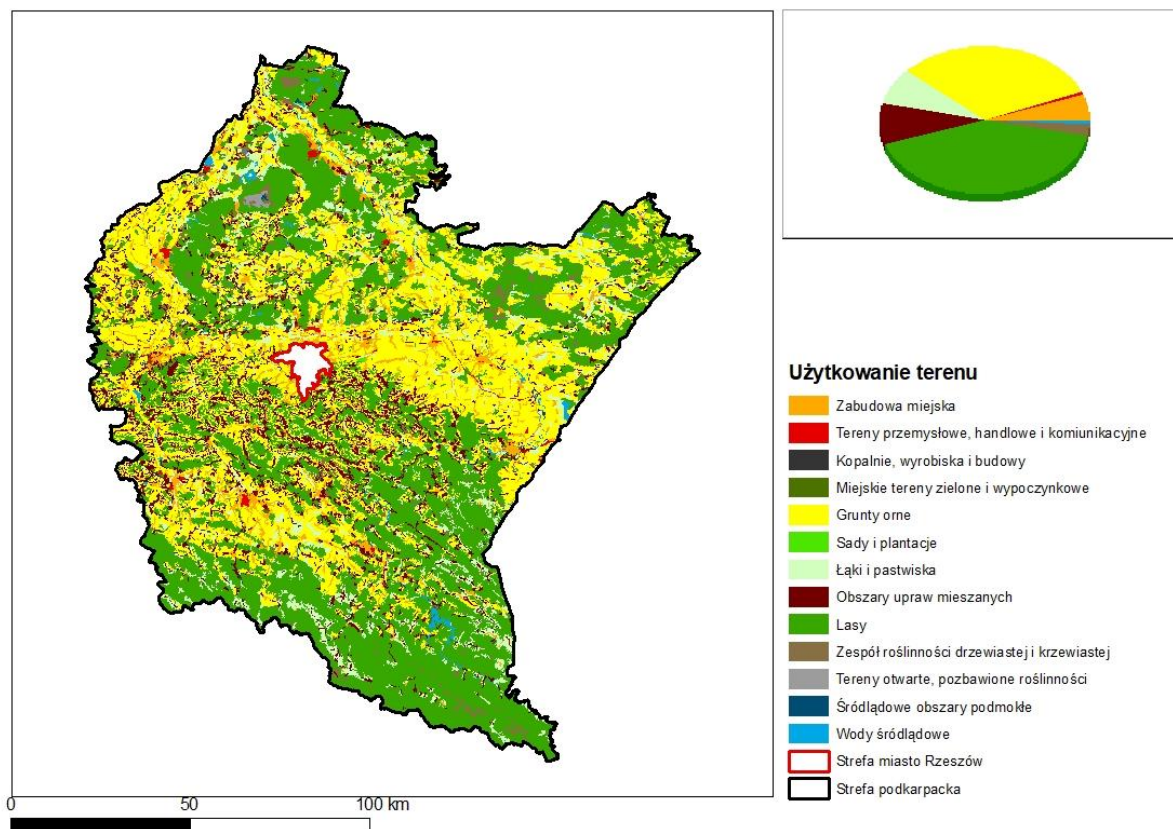 Użytkowanie terenu
Zabudowa miejska
Tereny przemysłowe, handlowe i komiunikacyjne
Kopalnie, wyrobiska i budowy
Miejskie tereny zielone i wypoczynkowe
Grunty orne
Sady i plantacje
Łąki i pastwiska
Obszary upraw mieszanych
Lasy
Zespół roślinności drzewiastej i krzewiastej
Tereny otwarte, pozbawione roślinności
Śródlądowe obszary podmokłe
Wody śródlądowe
Strefa miasto Rzeszów
Strefa podkarpacka
0 50 100 km